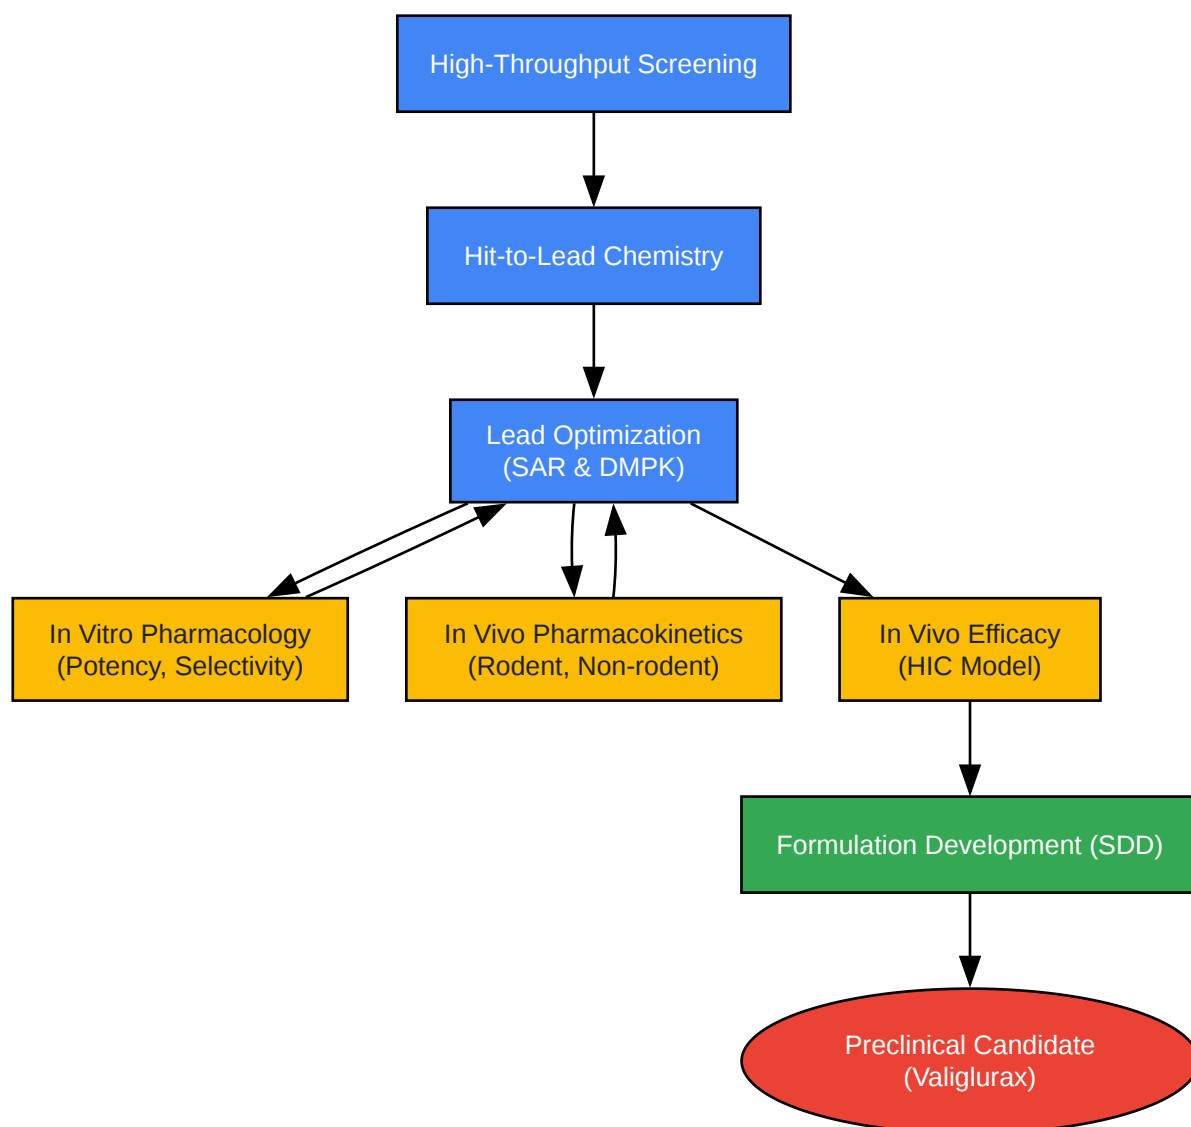 High-Throughput Screening
Hit-to-Lead Chemistry
Lead Optimization
(SAR & DMPK)
In Vitro Pharmacology
(Potency, Selectivity)
In Vivo Pharmacokinetics
(Rodent, Non-rodent)
In Vivo Efficacy
(HIC Model)
Formulation Development (SDD)
Preclinical Candidate
(Valiglurax)